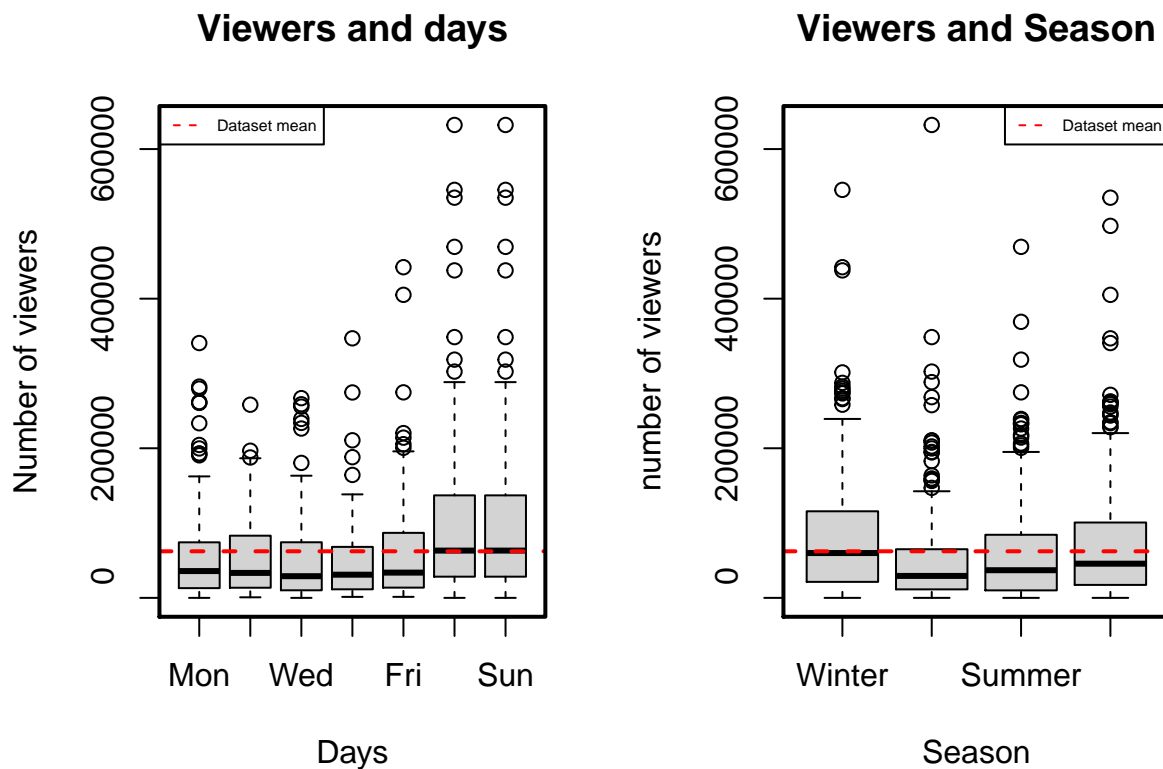 Viewers and days
Dataset mean
Number of viewers
0
200000
400000
600000
Mon
Wed
Fri
Sun
Days
Viewers and Season
Dataset mean
number of viewers
0
200000
400000
600000
Winter
Summer
Season